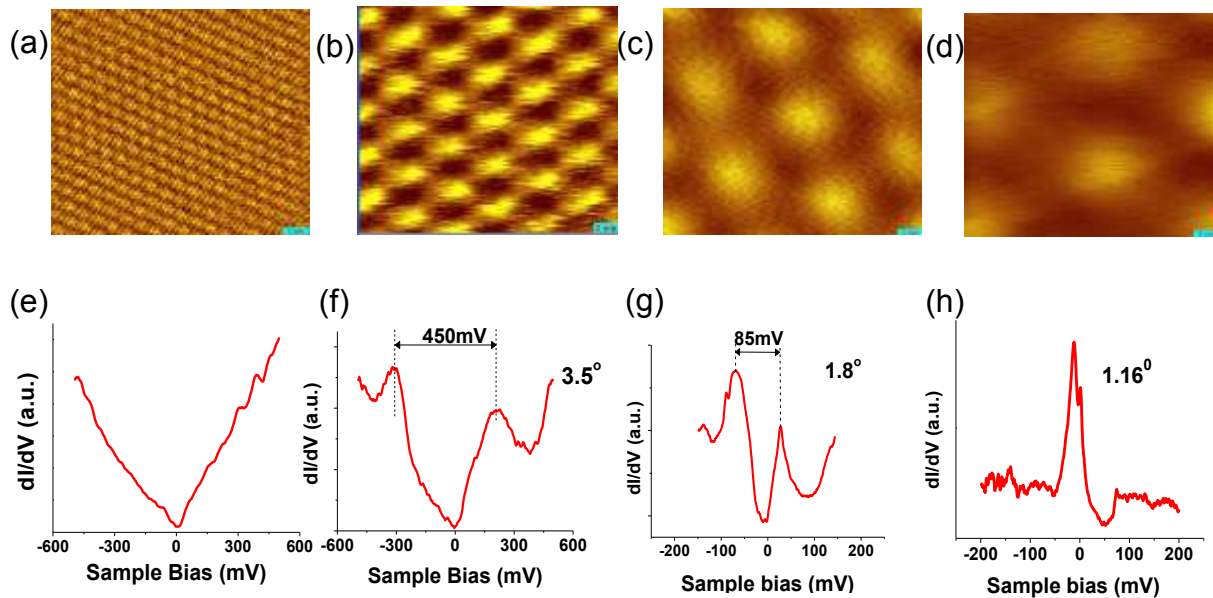 (a)
(b)
(c)
(d)
(e)
(f)
(g)
(h)
dI/dV (a.u.)
-600 -300 0 300 600
Sample Bias (mV)
450mV
3.5°
dI/dV (a.u.)
-600 -300 0 300 600
Sample Bias (mV)
85mV
1.8°
dI/dV (a.u.)
-200 -100 0 100 200
Sample bias (mV)
1.16⁰
dI/dV (a.u.)
-200 -100 0 100 200
Sample bias (mV)